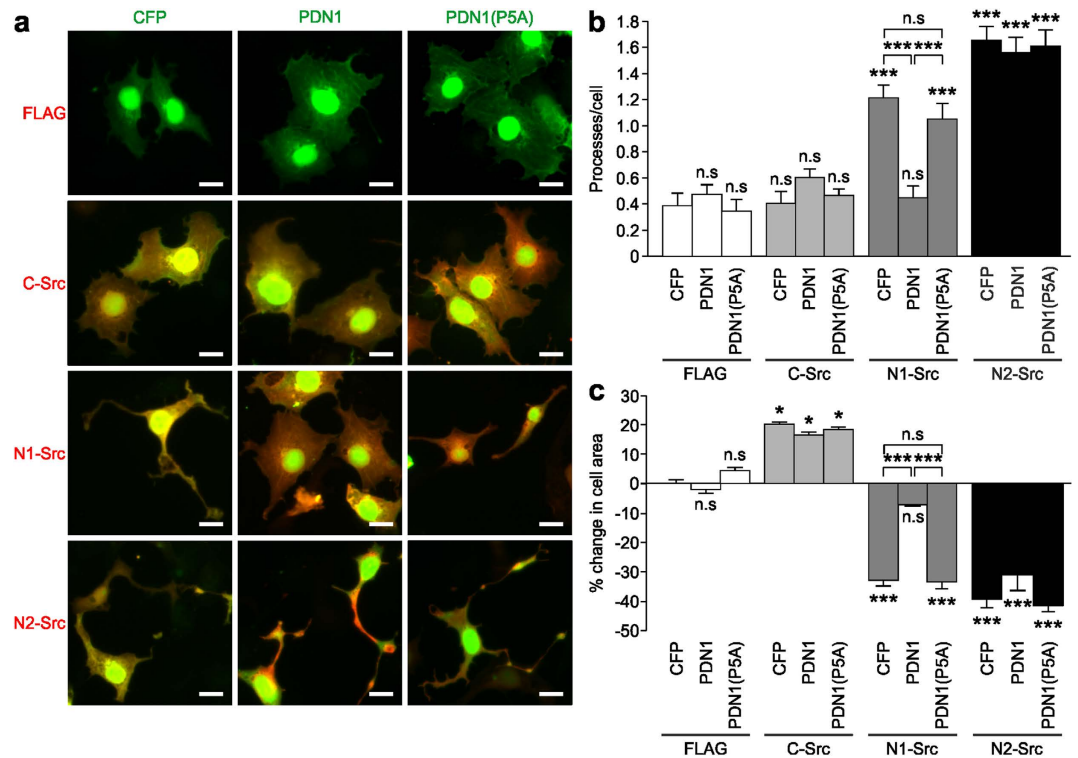 a
CFP PDN1 PDN1(P5A)
FLAG
C-Src
N1-Src
N2-Src
b
Processes/cell
1.8
1.6
1.4
1.2
1.0
0.8
0.6
0.4
0.2
0
n.s n.s
n.s n.s n.s
*** n.s ***
*** ***
n.s
*** *** ***
CFP PDN1 PDN1(P5A) CFP PDN1 PDN1(P5A) CFP PDN1 PDN1(P5A) CFP PDN1 PDN1(P5A)
FLAG C-Src N1-Src N2-Src
c
% change in cell area
30
20
10
0
-10
-20
-30
-40
-50
n.s n.s
* * *
n.s
*** ***
*** n.s ***
*** *** ***
CFP PDN1 PDN1(P5A) CFP PDN1 PDN1(P5A) CFP PDN1 PDN1(P5A) CFP PDN1 PDN1(P5A)
FLAG C-Src N1-Src N2-Src